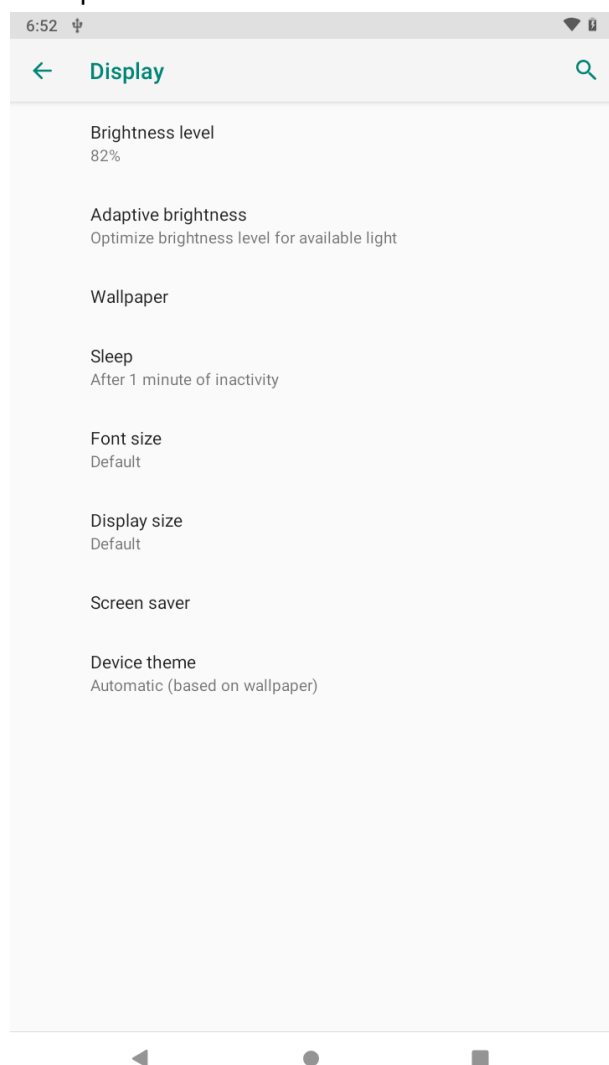 6:52
Display
Brightness level
82%
Adaptive brightness
Optimize brightness level for available light
Wallpaper
Sleep
After 1 minute of inactivity
Font size
Default
Display size
Default
Screen saver
Device theme
Automatic (based on wallpaper)